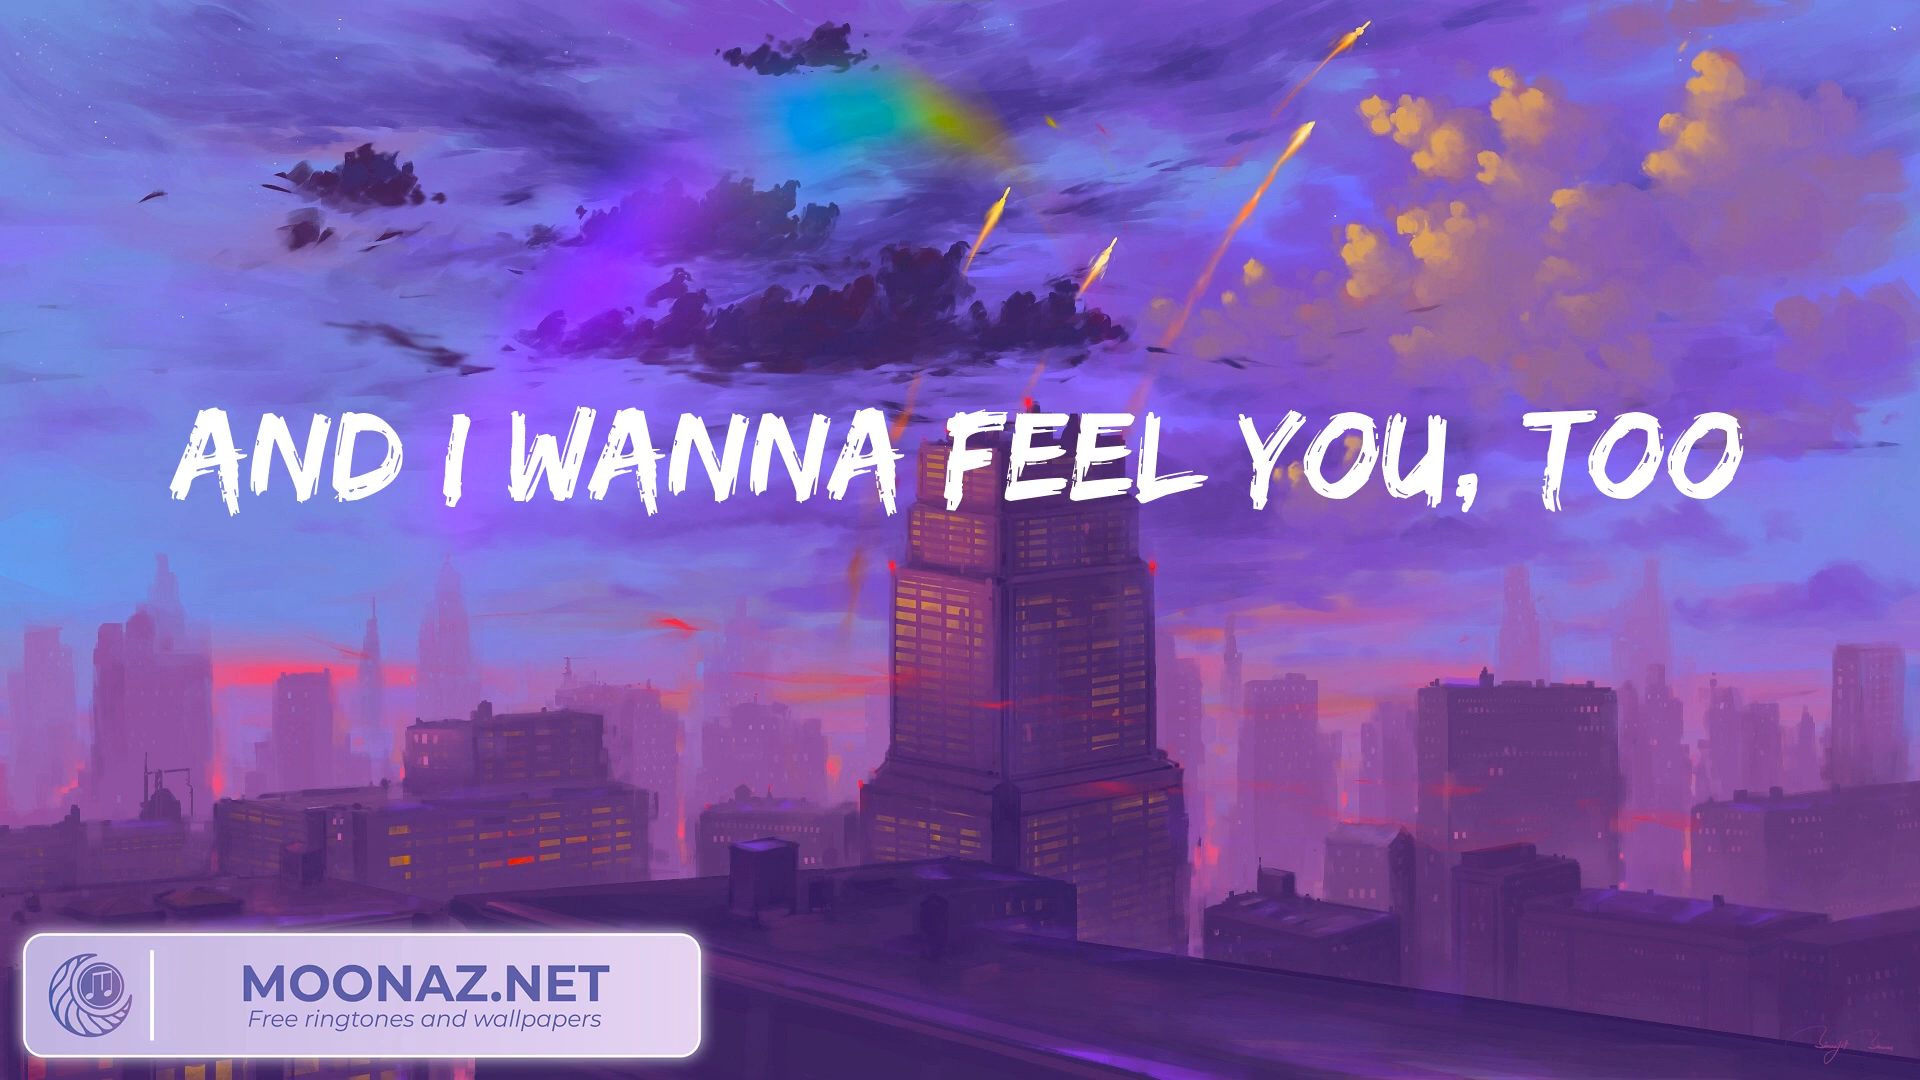 AND I WANNA FEEL YOU, TOO
MOONAZ.NET
Free ringtones and wallpapers